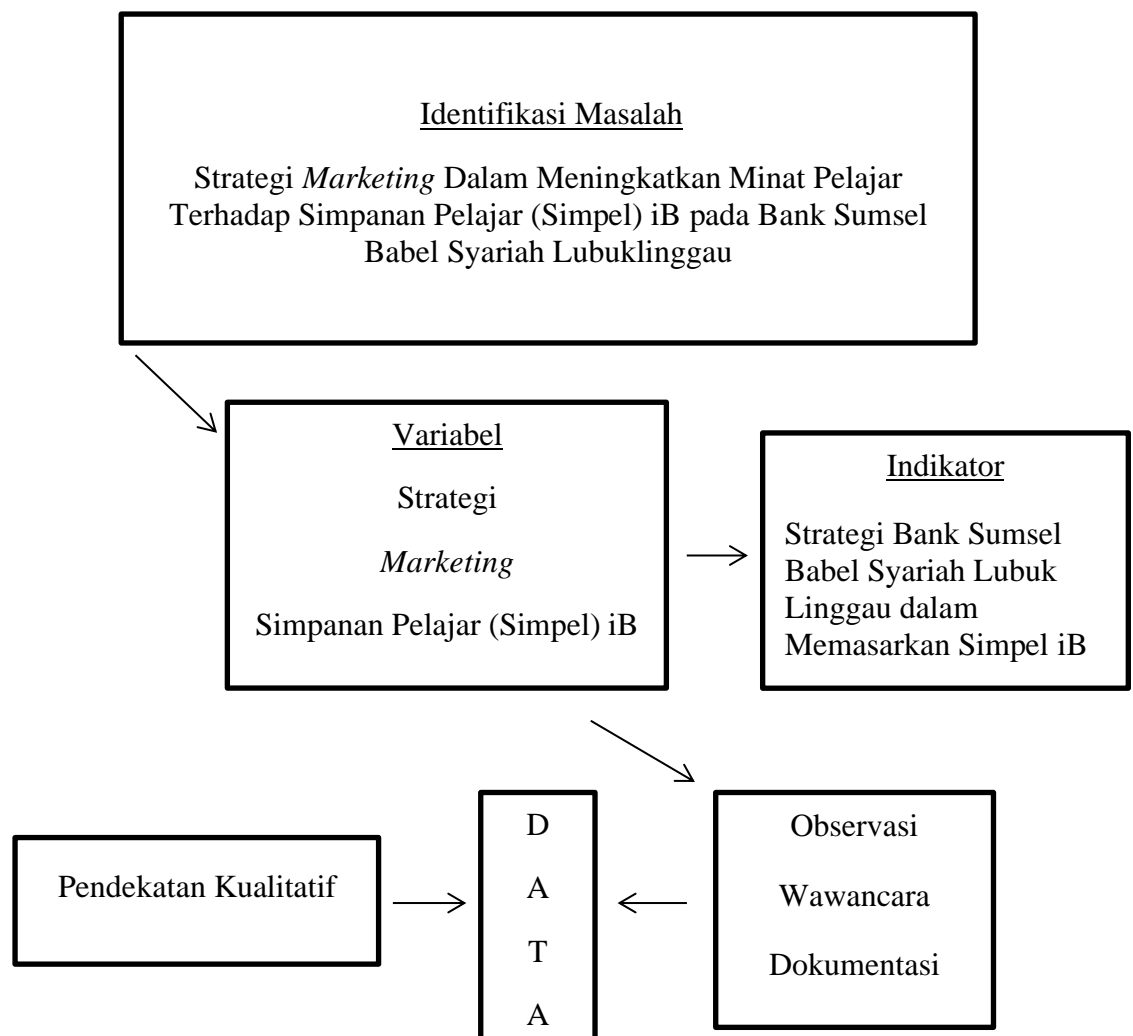 Identifikasi Masalah
Strategi Marketing Dalam Meningkatkan Minat Pelajar
Terhadap Simpanan Pelajar (Simpel) iB pada Bank Sumsel
Babel Syariah Lubuklinggau
Variabel
Strategi
Marketing
Simpanan Pelajar (Simpel) iB
Indikator
Strategi Bank Sumsel
Babel Syariah Lubuk
Linggau dalam
Memasarkan Simpel iB
Pendekatan Kualitatif
D
A
T
A
Observasi
Wawancara
Dokumentasi